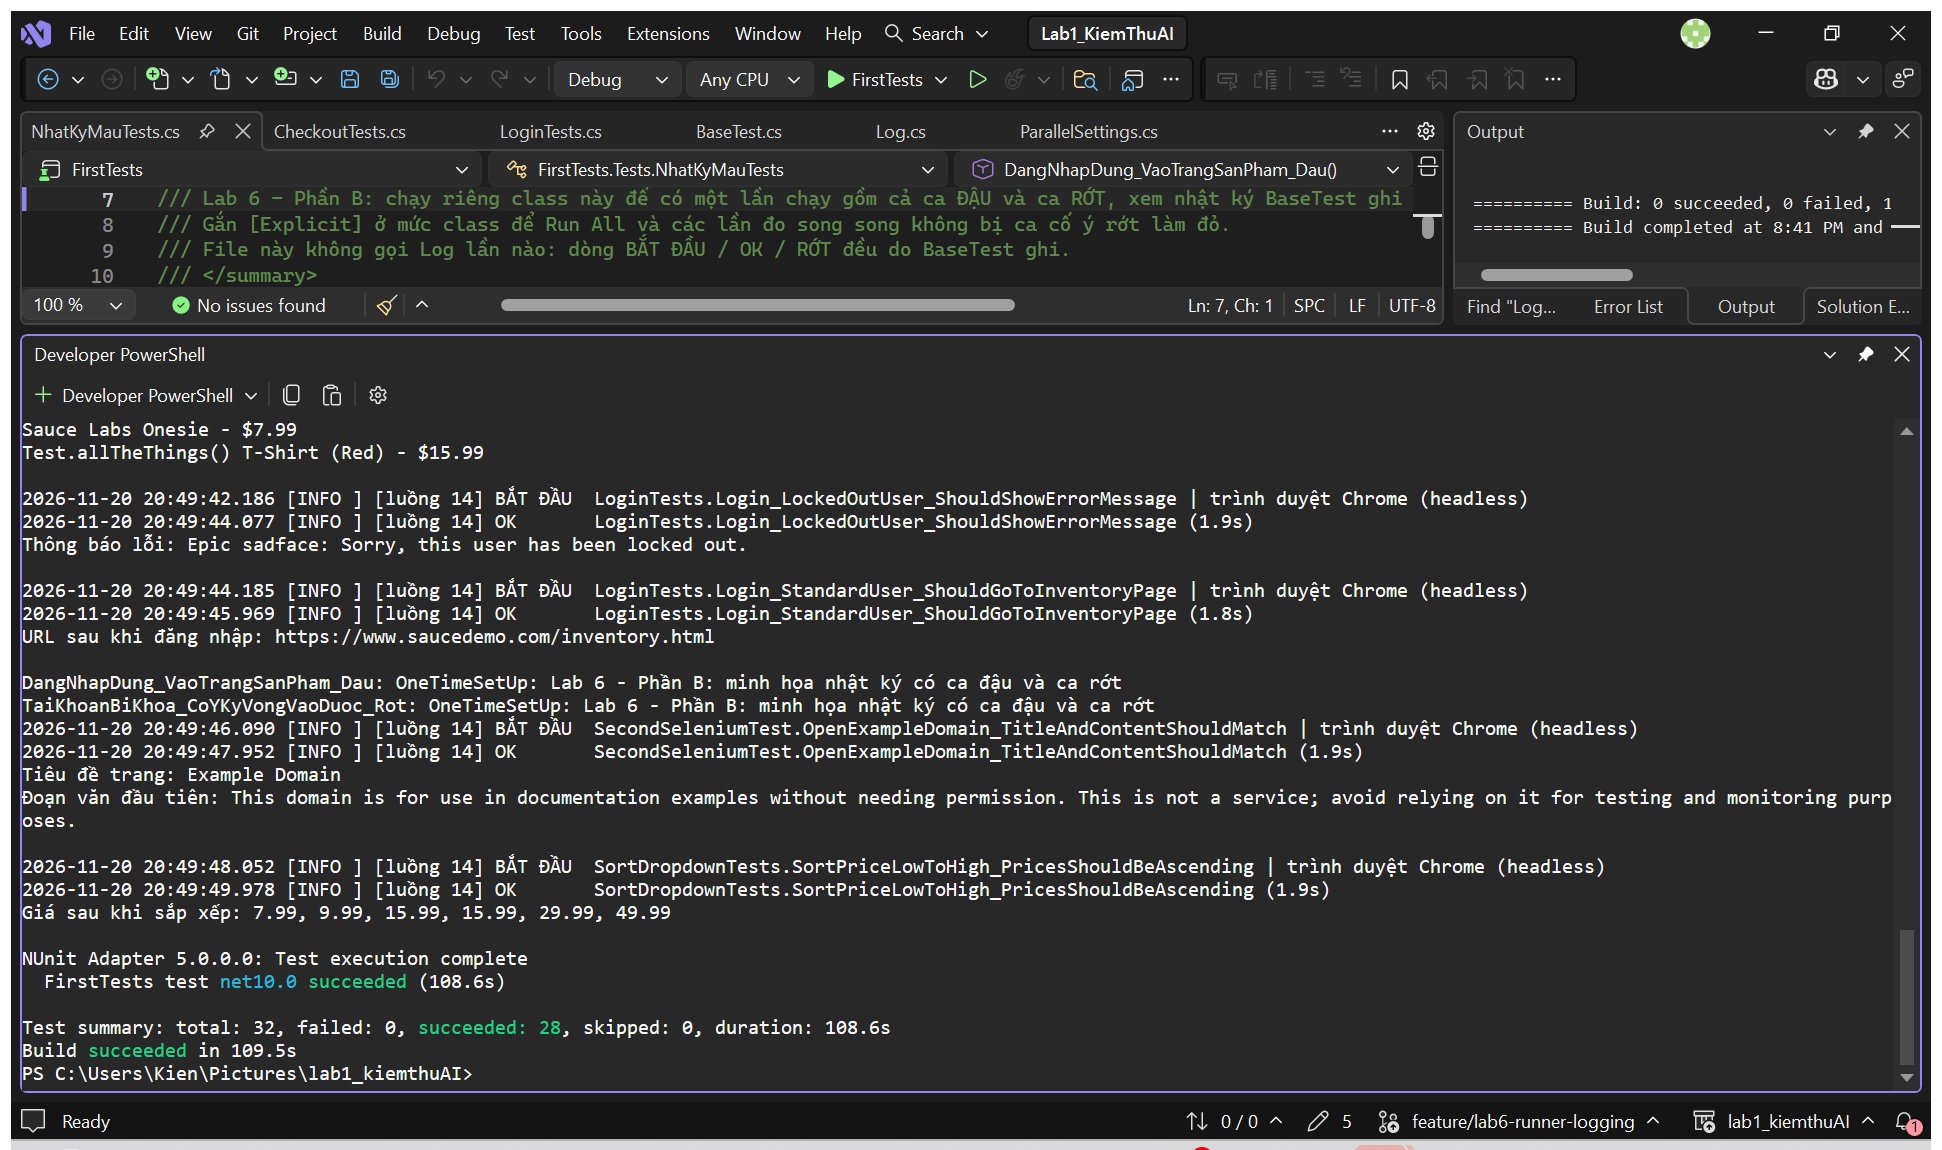 File Edit View Git Project Build Debug Test Tools Extensions Window Help Search Lab1_KiemThuAI
Debug Any CPU FirstTests
NhatKyMauTests.cs CheckoutTests.cs LoginTests.cs BaseTest.cs Log.cs ParallelSettings.cs
FirstTests FirstTests.Tests.NhatKyMauTests DangNhapDung_VaoTrangSanPham_Dau()
7 /// Lab 6 – Phần B: chạy riêng class này để có một lần chạy gồm cả ca ĐẬU và ca RỚT, xem nhật ký BaseTest ghi
8 /// Gắn [Explicit] ở mức class để Run All và các lần đo song song không bị ca cố ý rớt làm đỏ.
9 /// File này không gọi Log lần nào: dòng BẮT ĐẦU / OK / RỚT đều do BaseTest ghi.
10 /// </summary>
100 % No issues found Ln: 7, Ch: 1 SPC LF UTF-8
Output
========== Build: 0 succeeded, 0 failed, 1
========== Build completed at 8:41 PM and
Find "Log... Error List Output Solution E...
Developer PowerShell
Developer PowerShell
Sauce Labs Onesie - $7.99
Test.allTheThings() T-Shirt (Red) - $15.99
2026-11-20 20:49:42.186 [INFO ] [luồng 14] BẮT ĐẦU LoginTests.Login_LockedOutUser_ShouldShowErrorMessage | trình duyệt Chrome (headless)
2026-11-20 20:49:44.077 [INFO ] [luồng 14] OK LoginTests.Login_LockedOutUser_ShouldShowErrorMessage (1.9s)
Thông báo lỗi: Epic sadface: Sorry, this user has been locked out.
2026-11-20 20:49:44.185 [INFO ] [luồng 14] BẮT ĐẦU LoginTests.Login_StandardUser_ShouldGoToInventoryPage | trình duyệt Chrome (headless)
2026-11-20 20:49:45.969 [INFO ] [luồng 14] OK LoginTests.Login_StandardUser_ShouldGoToInventoryPage (1.8s)
URL sau khi đăng nhập: https://www.saucedemo.com/inventory.html
DangNhapDung_VaoTrangSanPham_Dau: OneTimeSetUp: Lab 6 - Phần B: minh họa nhật ký có ca đậu và ca rớt
TaiKhoanBiKhoa_CoYKyVongVaoDuoc_Rot: OneTimeSetUp: Lab 6 - Phần B: minh họa nhật ký có ca đậu và ca rớt
2026-11-20 20:49:46.090 [INFO ] [luồng 14] BẮT ĐẦU SecondSeleniumTest.OpenExampleDomain_TitleAndContentShouldMatch | trình duyệt Chrome (headless)
2026-11-20 20:49:47.952 [INFO ] [luồng 14] OK SecondSeleniumTest.OpenExampleDomain_TitleAndContentShouldMatch (1.9s)
Tiêu đề trang: Example Domain
Đoạn văn đầu tiên: This domain is for use in documentation examples without needing permission. This is not a service; avoid relying on it for testing and monitoring purp
oses.
2026-11-20 20:49:48.052 [INFO ] [luồng 14] BẮT ĐẦU SortDropdownTests.SortPriceLowToHigh_PricesShouldBeAscending | trình duyệt Chrome (headless)
2026-11-20 20:49:49.978 [INFO ] [luồng 14] OK SortDropdownTests.SortPriceLowToHigh_PricesShouldBeAscending (1.9s)
Giá sau khi sắp xếp: 7.99, 9.99, 15.99, 15.99, 29.99, 49.99
NUnit Adapter 5.0.0.0: Test execution complete
FirstTests test net10.0 succeeded (108.6s)
Test summary: total: 32, failed: 0, succeeded: 28, skipped: 0, duration: 108.6s
Build succeeded in 109.5s
PS C:\Users\Kien\Pictures\lab1_kiemthuAI>
Ready 0 / 0 5 feature/lab6-runner-logging lab1_kiemthuAI 1